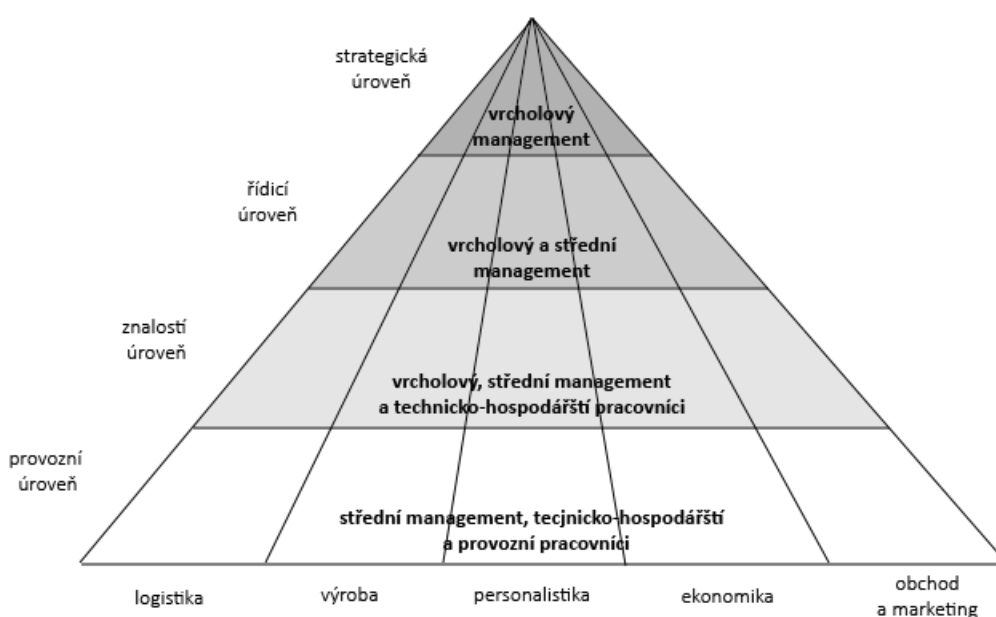 strategická
úroveň
vrcholový
management
řídicí
úroveň
vrcholový a střední
management
znalostí
úroveň
vrcholový, střední management
a technicko-hospodářští pracovníci
provozní
úroveň
střední management, tecjnicko-hospodářští
a provozní pracovníci
logistika
výroba
personalistika
ekonomika
obchod
a marketing